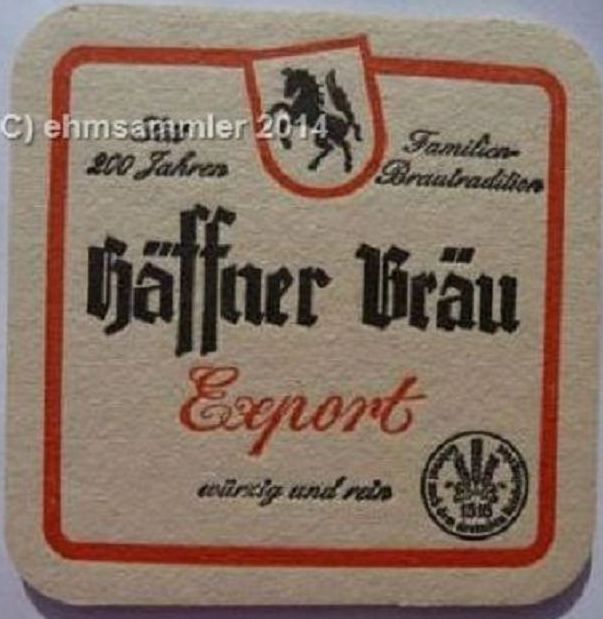 C) ehmsammler 2014
200 Jahren
Familien-
Brautradition
Häffner Bräu
Export
würzig und rein
1516